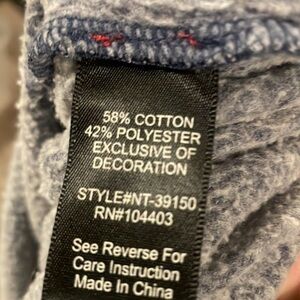 58% COTTON
42% POLYESTER
EXCLUSIVE OF
DECORATION
STYLE#NT-39150
RN#104403
See Reverse For
Care Instruction
Made In China